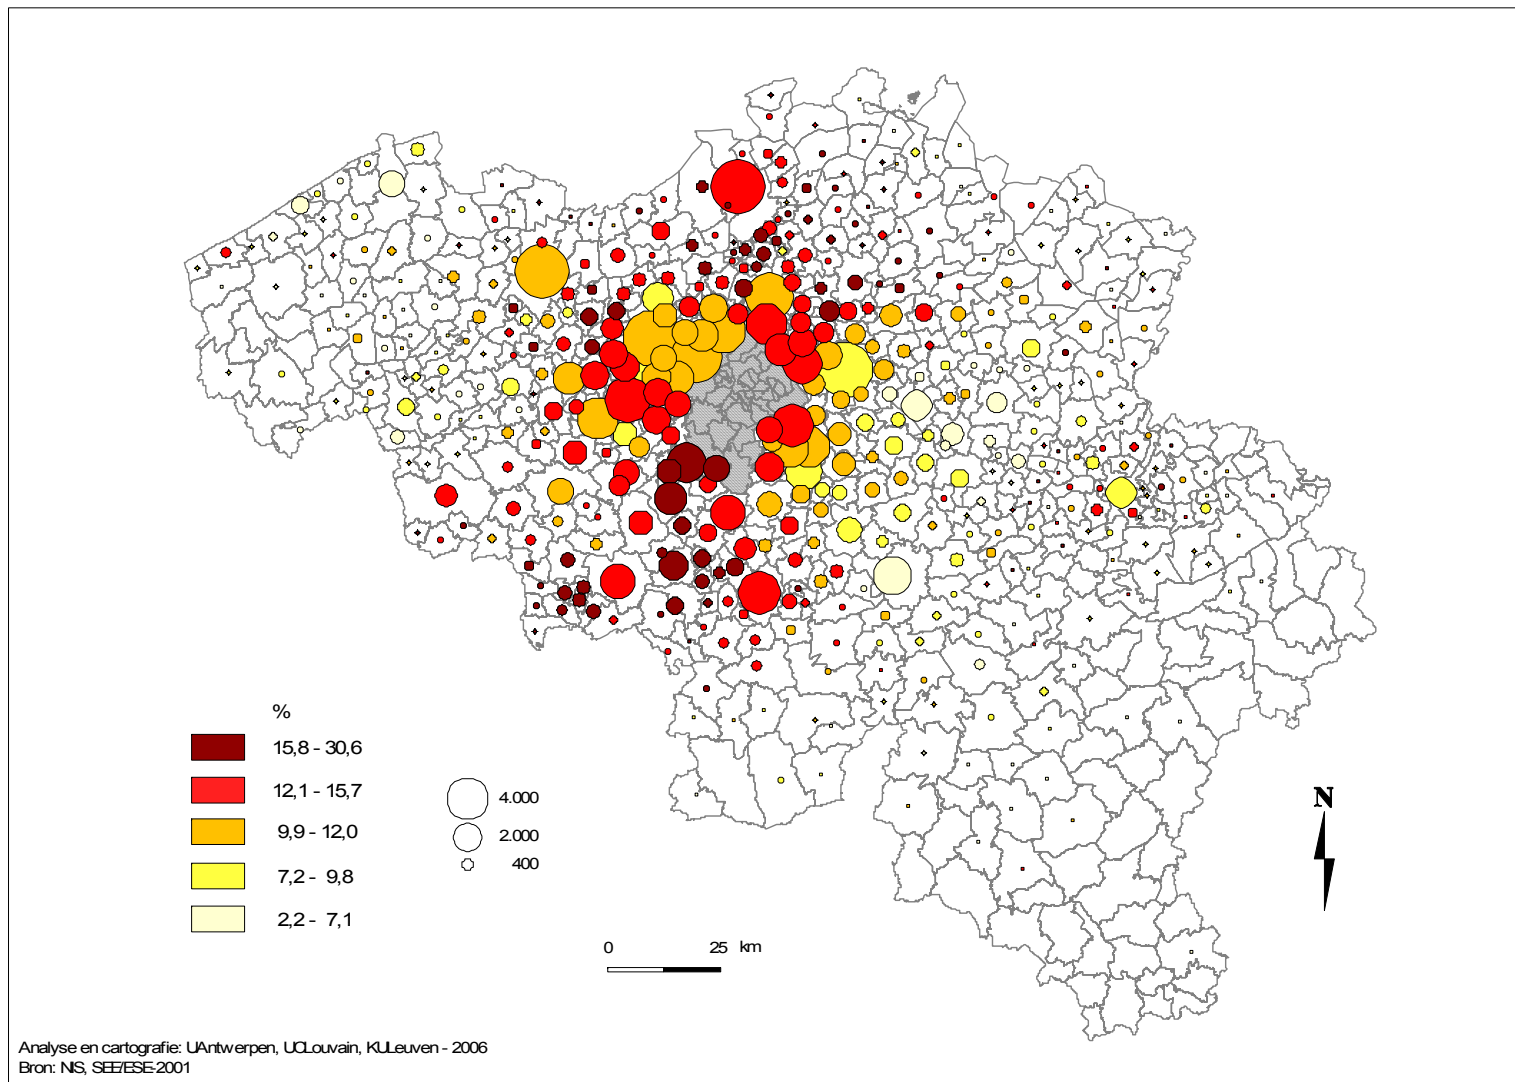 %
15,8 - 30,6
12,1 - 15,7
9,9 - 12,0
7,2 - 9,8
2,2 - 7,1
4.000
2.000
400
0 25 km
N
Analyse en cartografie: UAntwerpen, UCLouvain, KULeuven - 2006
Bron: NIS, SEE/ESE-2001